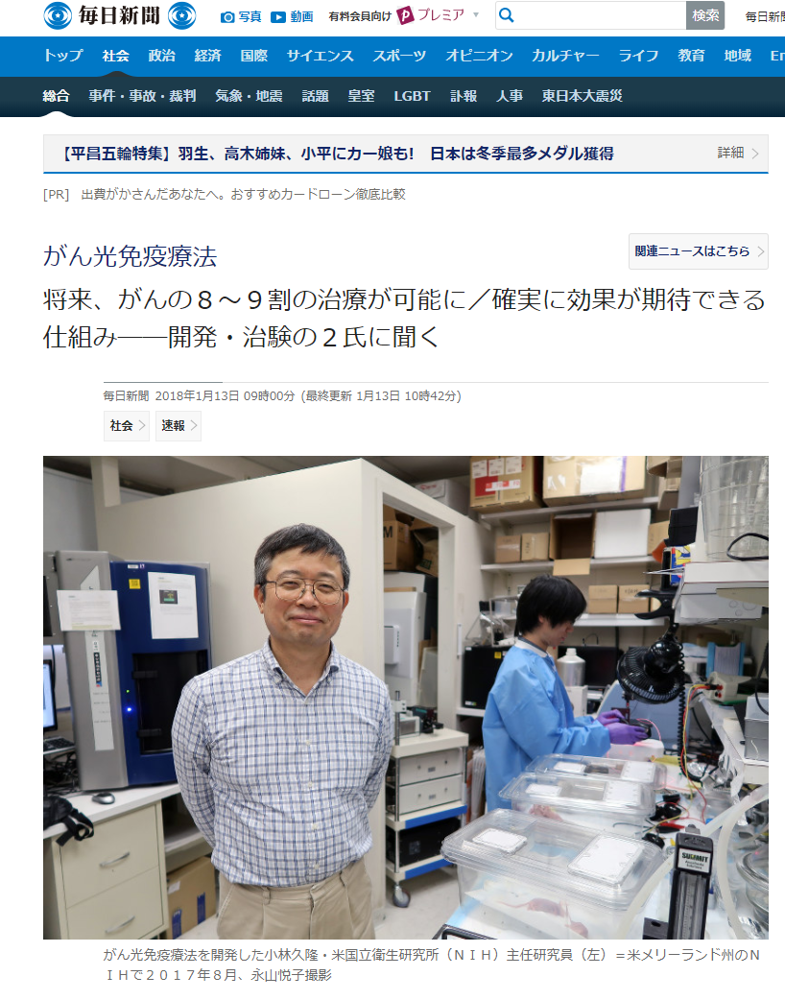 毎日新聞 写真 動画 有料会員向け プレミア 検索 毎日新
トップ 社会 政治 経済 国際 サイエンス スポーツ オピニオン カルチャー ライフ 教育 地域
総合 事件・事故・裁判 気象・地震 話題 皇室 LGBT 訃報 人事 東日本大震災
【平昌五輪特集】羽生、高木姉妹、小平にカー娘も! 日本は冬季最多メダル獲得 詳細
[PR] 出費がかさんだあなたへ。おすすめカードローン徹底比較
がん光免疫療法
関連ニュースはこちら
将来、がんの８～９割の治療が可能に／確実に効果が期待できる
仕組み――開発・治験の２氏に聞く
毎日新聞 2018年1月13日 09時00分 (最終更新 1月13日 10時42分)
社会 速報
SUMMIT
がん光免疫療法を開発した小林久隆・米国立衛生研究所（ＮＩＨ）主任研究員（左）＝米メリーランド州のＮ
ＩＨで２０１７年８月、永山悦子撮影